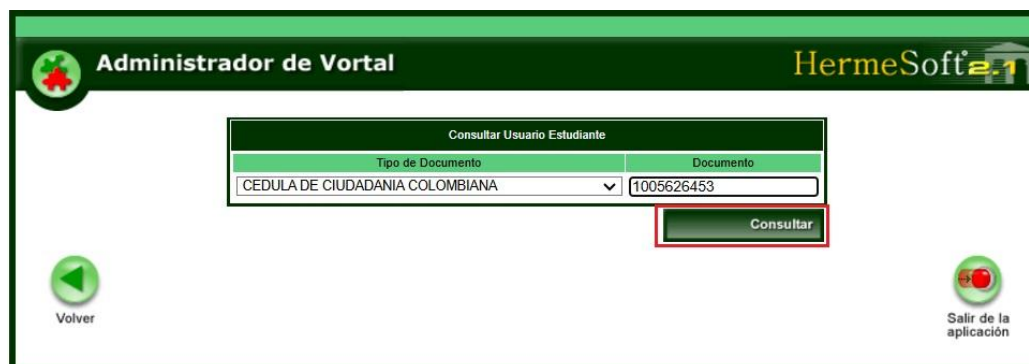 Administrador de Vortal
HermeSoft 2.1
Consultar Usuario Estudiante
Tipo de Documento Documento
CEDULA DE CIUDADANIA COLOMBIANA 1005626453
Consultar
Volver
Salir de la
aplicación